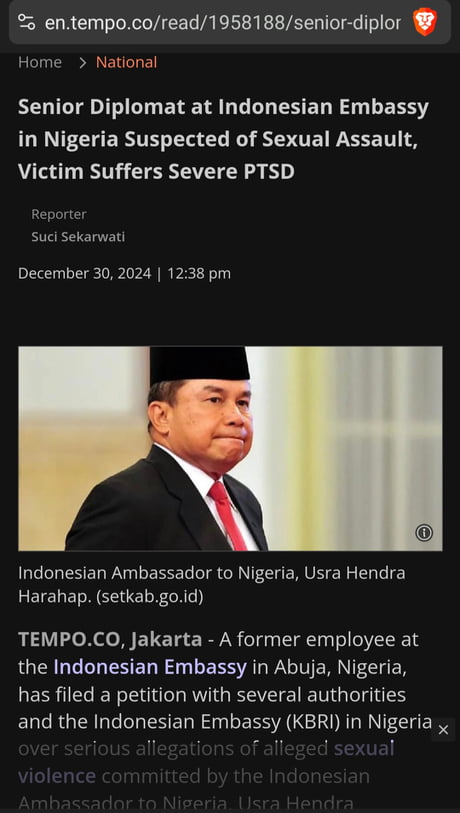 en.tempo.co/read/1958188/senior-diplor
Home > National
Senior Diplomat at Indonesian Embassy
in Nigeria Suspected of Sexual Assault,
Victim Suffers Severe PTSD
Reporter
Suci Sekarwati
December 30, 2024 | 12:38 pm
Indonesian Ambassador to Nigeria, Usra Hendra
Harahap. (setkab.go.id)
TEMPO.CO, Jakarta - A former employee at
the Indonesian Embassy in Abuja, Nigeria,
has filed a petition with several authorities
and the Indonesian Embassy (KBRI) in Nigeria
over serious allegations of alleged sexual
violence committed by the Indonesian
Ambassador to Nigeria, Usra Hendra